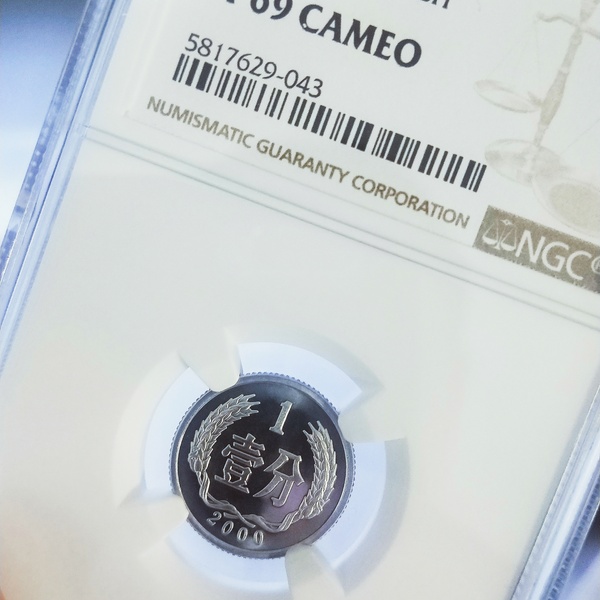 69 CAMEO
5817629-043
NUMISMATIC GUARANTY CORPORATION
NGC
1
壹分
2000